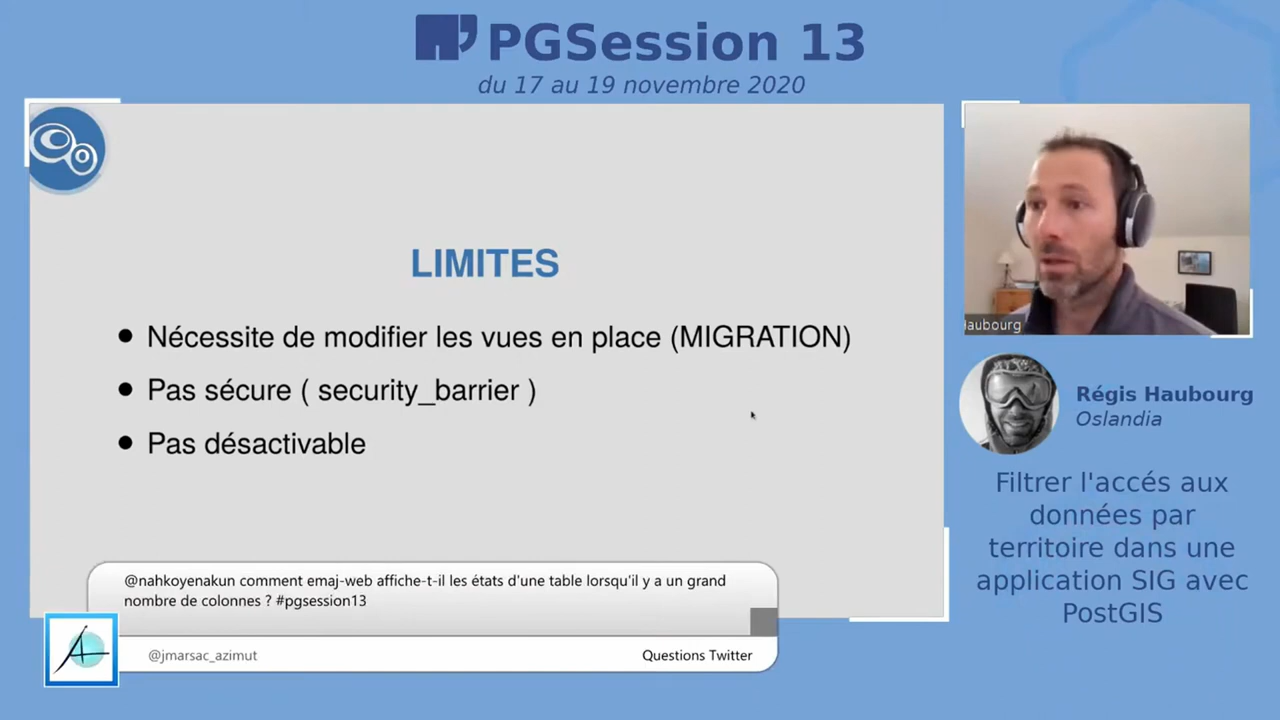 PGSession 13
du 17 au 19 novembre 2020
LIMITES
Nécessite de modifier les vues en place (MIGRATION)
Pas sécure ( security_barrier )
Pas désactivable
aubourg
Régis Haubourg
Oslandia
Filtrer l'accés aux
données par
territoire dans une
application SIG avec
PostGIS
@nahkoyenakun comment emaj-web affiche-t-il les états d'une table lorsqu'il y a un grand
nombre de colonnes ? #pgsession13
@jmarsac_azimut
Questions Twitter